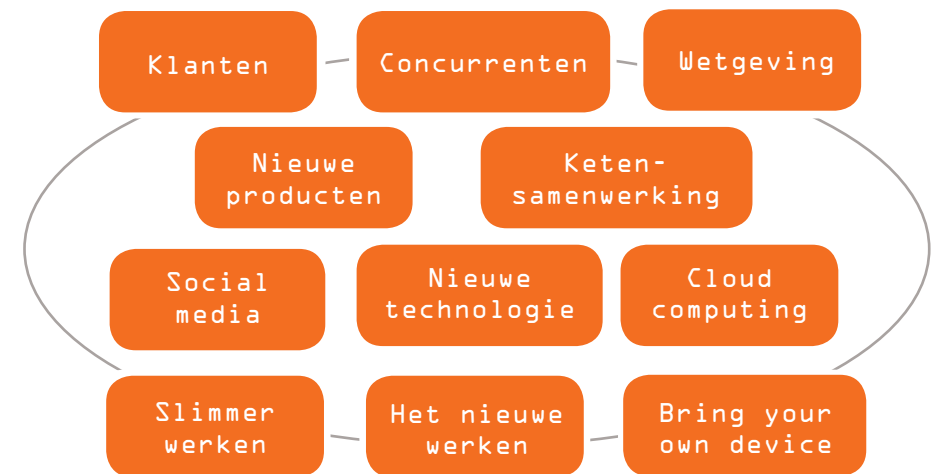 Klanten
Concurrenten
Wetgeving
Nieuwe
producten
Keten-
samenwerking
Social
media
Nieuwe
technologie
Cloud
computing
Slimmer
werken
Het nieuwe
werken
Bring your
own device